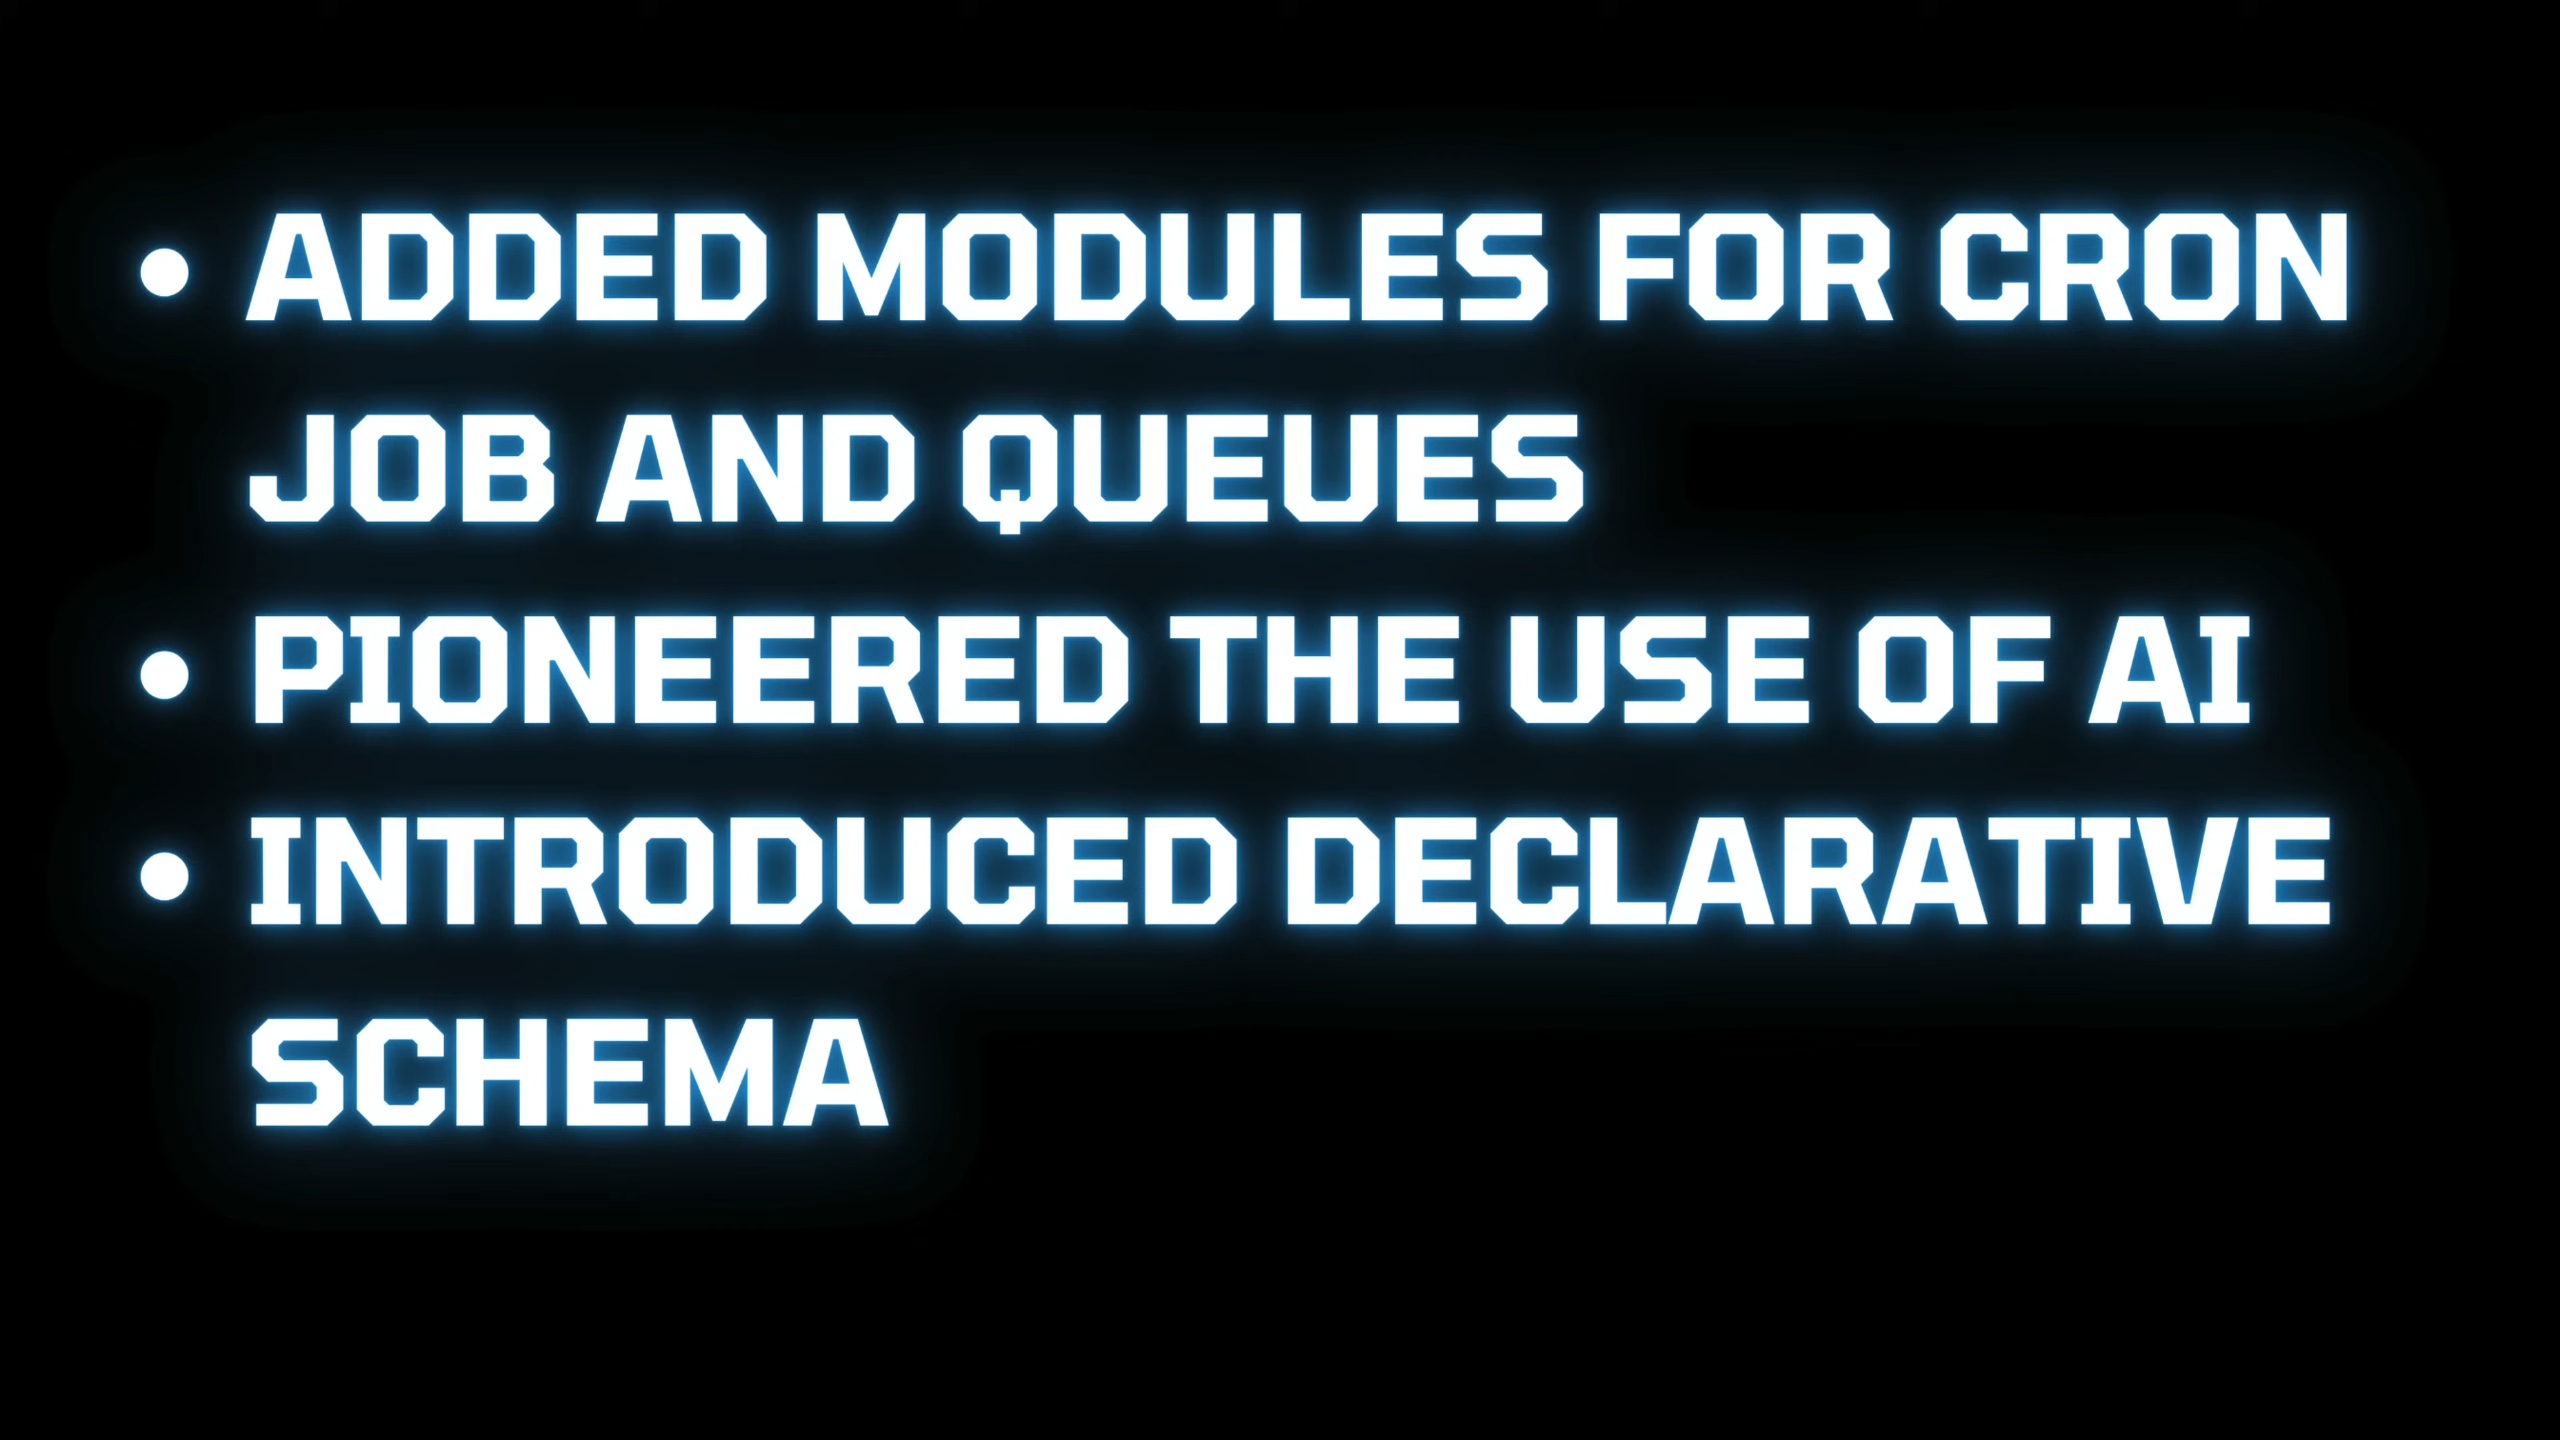 • ADDED MODULES FOR CRON
JOB AND QUEUES
• PIONEERED THE USE OF AI
• INTRODUCED DECLARATIVE
SCHEMA